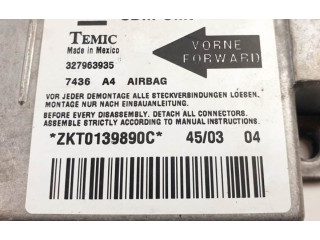 TEMIC
Made in Mexico
327963935
VORNE
FORWARD
7436 A4 AIRBAG
VOR JEDER DEMONTAGE ALLE STECKVERBINDUNGEN LOESEN.
MONTAGE NUR NACH EINBAUANLEITUNG.
BEFORE EVERY DISASSEMBLY. DETACH ALL CONNECTORS.
ASSEMBLE STRICTLY ACCORDING TO MANUAL INSTRUCTIONS.
*ZKT0139890C* 45/03 04